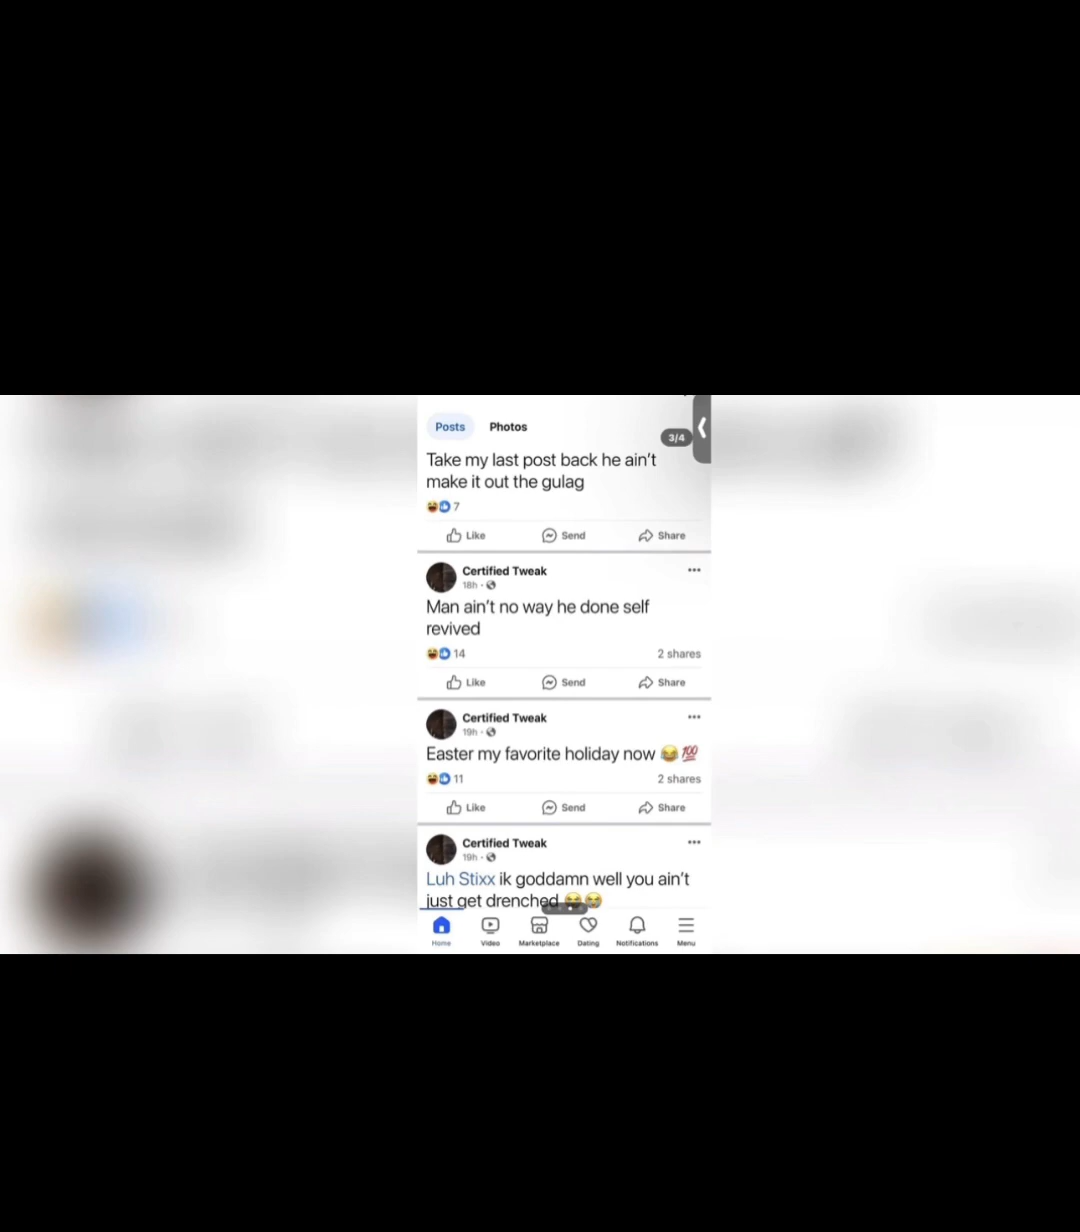 Posts Photos
3/4
Take my last post back he ain't
make it out the gulag
7
Like Send Share
Certified Tweak
18h ·
Man ain't no way he done self
revived
14 2 shares
Like Send Share
Certified Tweak
19h ·
Easter my favorite holiday now 😂 💯
11 2 shares
Like Send Share
Certified Tweak
19h ·
Luh Stixx ik goddamn well you ain't
just get drenched 😂😂
Home Video Marketplace Dating Notifications Menu